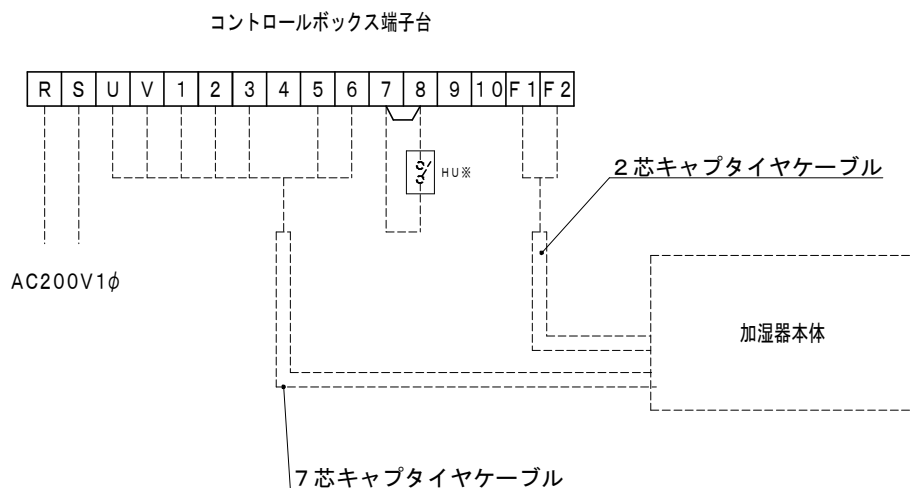 コントロールボックス端子台
R S U V 1 2 3 4 5 6 7 8 9 10 F1 F2
HU※
2芯キャプタイヤケーブル
AC200V1φ
加湿器本体
7芯キャプタイヤケーブル